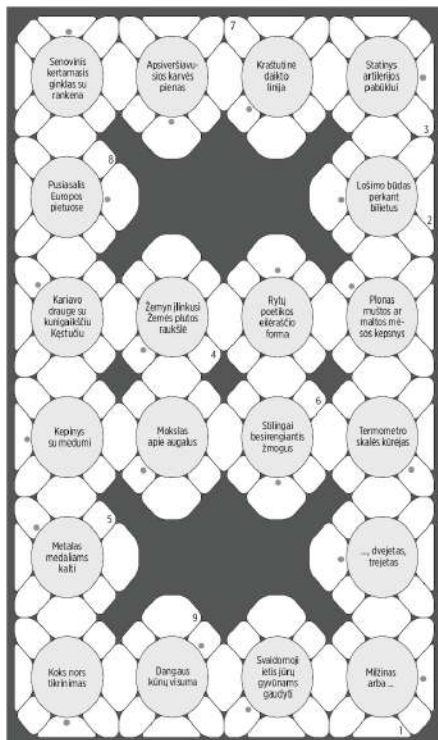 7
Senovinis
kertamasis
ginklas su
rankena
Apsiveršiavu-
sios karvės
pienas
Kraštutinė
daikto
linija
Statinys
artilerijos
pabūklui
3
8
Pusiasalis
Europos
pietuose
Lošimo būdas
perkant
bilietus
2
Kariavo
drauge su
kunigaikščiu
Kęstučiu
Žemyn įlinkusi
Žemės plutos
raukšlė
Rytų
poetikos
eilėraščio
forma
Plonas
muštos ar
maltos mė-
sos kepsnys
4
6
Kepinys
su medumi
Mokslas
apie augalus
Stilingai
besirengiantis
žmogus
Termometro
skalės kūrėjas
5
Metalas
medaliams
kalti
..., dvejetas,
trejetas
9
Koks nors
tikrinimas
Dangaus
kūnų visuma
Svaidomoji
ietis jūrų
gyvūnams
gaudyti
Milžinas
arba ...
1